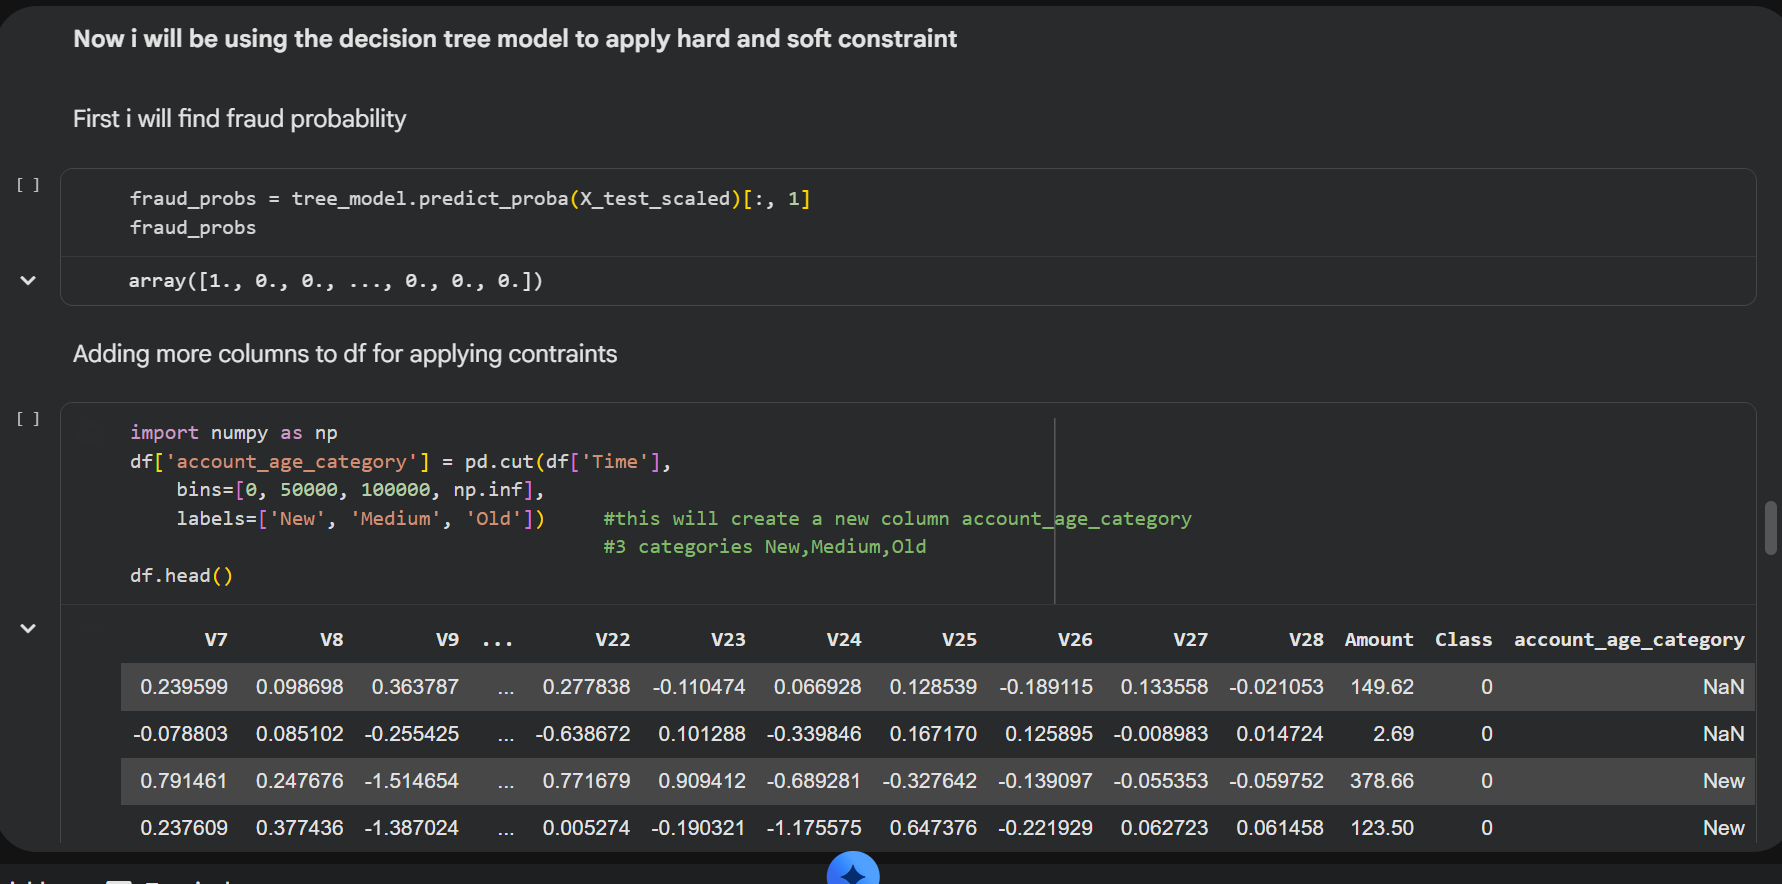 Now i will be using the decision tree model to apply hard and soft constraint
First i will find fraud probability
[ ]
fraud_probs = tree_model.predict_proba(X_test_scaled)[:, 1]
fraud_probs
array([1., 0., 0., ..., 0., 0., 0.])
Adding more columns to df for applying contraints
[ ]
import numpy as np
df['account_age_category'] = pd.cut(df['Time'],
    bins=[0, 50000, 100000, np.inf],
    labels=['New', 'Medium', 'Old'])     #this will create a new column account_age_category
                                         #3 categories New,Medium,Old
df.head()
V7 V8 V9 ... V22 V23 V24 V25 V26 V27 V28 Amount Class account_age_category
0.239599 0.098698 0.363787 ... 0.277838 -0.110474 0.066928 0.128539 -0.189115 0.133558 -0.021053 149.62 0 NaN
-0.078803 0.085102 -0.255425 ... -0.638672 0.101288 -0.339846 0.167170 0.125895 -0.008983 0.014724 2.69 0 NaN
0.791461 0.247676 -1.514654 ... 0.771679 0.909412 -0.689281 -0.327642 -0.139097 -0.055353 -0.059752 378.66 0 New
0.237609 0.377436 -1.387024 ... 0.005274 -0.190321 -1.175575 0.647376 -0.221929 0.062723 0.061458 123.50 0 New